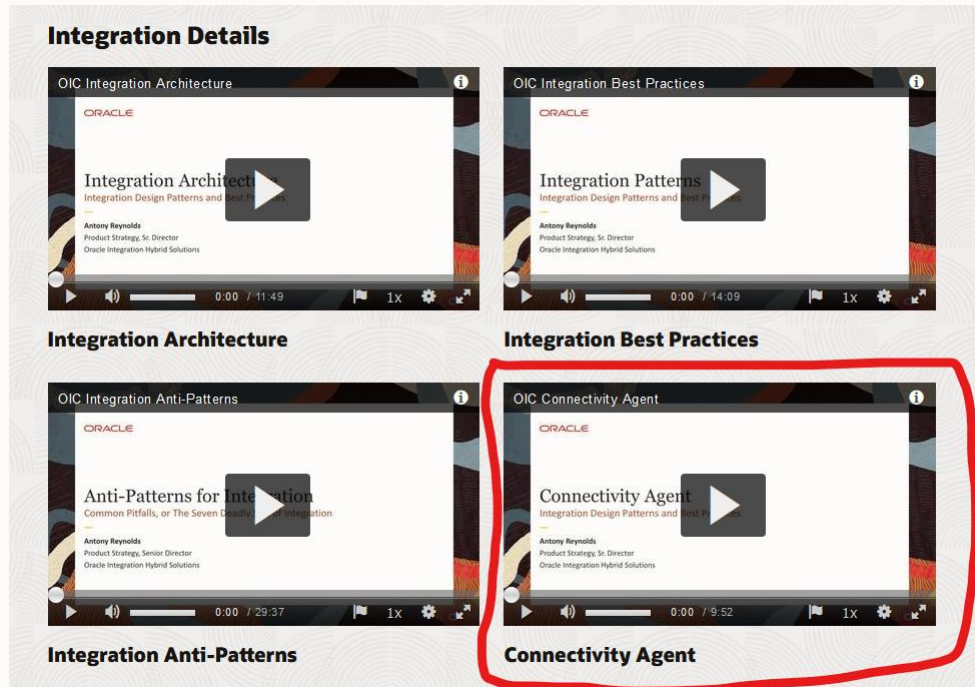 Integration Details
OIC Integration Architecture
ORACLE
Integration Architecture
Integration Design Patterns and Best Practices
Antony Reynolds
Product Strategy, Sr. Director
Oracle Integration Hybrid Solutions
0:00 / 11:49
1x
Integration Architecture
OIC Integration Best Practices
ORACLE
Integration Patterns
Integration Design Patterns and Best Practices
Antony Reynolds
Product Strategy, Sr. Director
Oracle Integration Hybrid Solutions
0:00 / 14:09
1x
Integration Best Practices
OIC Integration Anti-Patterns
ORACLE
Anti-Patterns for Integration
Common Pitfalls, or The Seven Deadly of Integration
Antony Reynolds
Product Strategy, Senior Director
Oracle Integration Hybrid Solutions
0:00 / 29:37
1x
Integration Anti-Patterns
OIC Connectivity Agent
ORACLE
Connectivity Agent
Integration Design Patterns and Best Practices
Antony Reynolds
Product Strategy, Sr. Director
Oracle Integration Hybrid Solutions
0:00 / 9:52
1x
Connectivity Agent